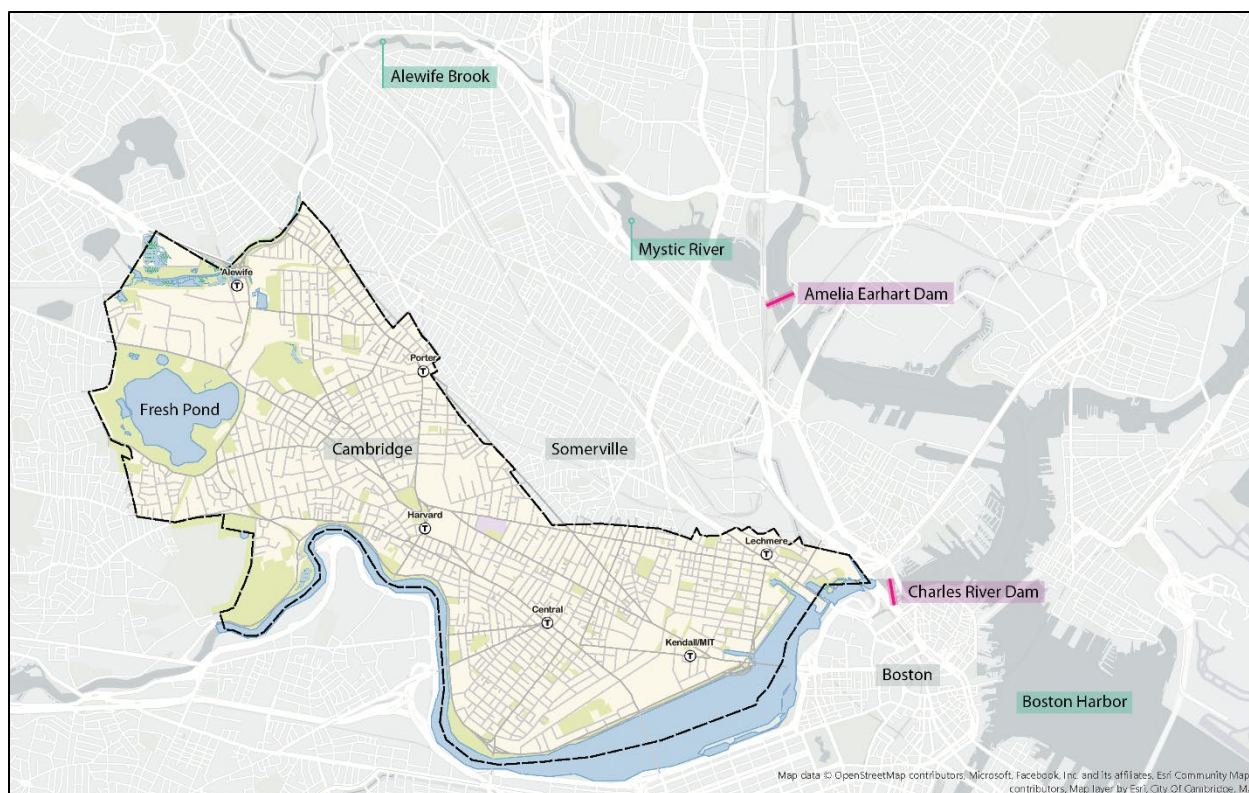 Alewife Brook
Mystic River
Alewife
T
Amelia Earhart Dam
Porter
T
Fresh Pond
Cambridge
Somerville
Harvard
T
Lechmere
T
Charles River Dam
Central
T
Kendall/MIT
T
Boston
Boston Harbor
Map data © OpenStreetMap contributors, Microsoft, Facebook, Inc. and its affiliates, Esri Community Map
contributors, Map layer by Esri, City Of Cambridge, M